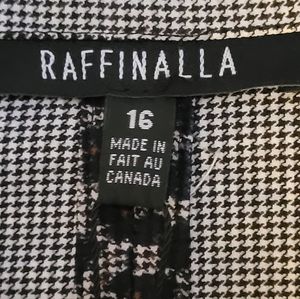 RAFFINALLA
16
MADE IN
FAIT AU
CANADA